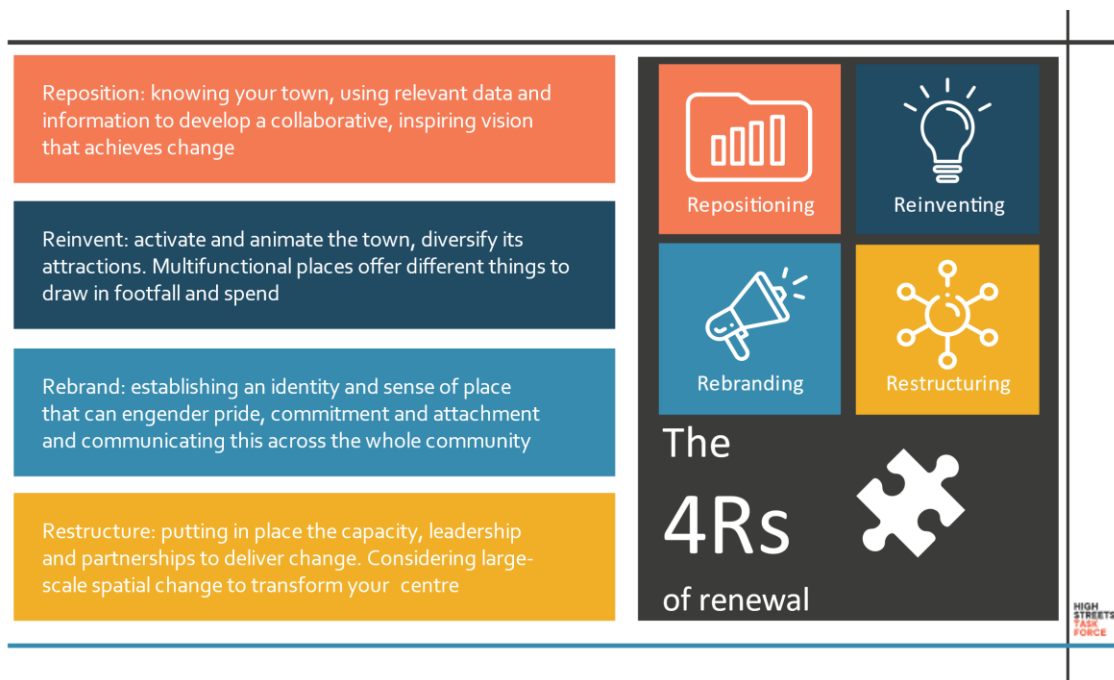 Reposition: knowing your town, using relevant data and
information to develop a collaborative, inspiring vision
that achieves change
Reinvent: activate and animate the town, diversify its
attractions. Multifunctional places offer different things to
draw in footfall and spend
Rebrand: establishing an identity and sense of place
that can engender pride, commitment and attachment
and communicating this across the whole community
Restructure: putting in place the capacity, leadership
and partnerships to deliver change. Considering large-
scale spatial change to transform your  centre
Repositioning
Reinventing
Rebranding
Restructuring
The
4Rs
of renewal
HIGH
STREETS
TASK
FORCE